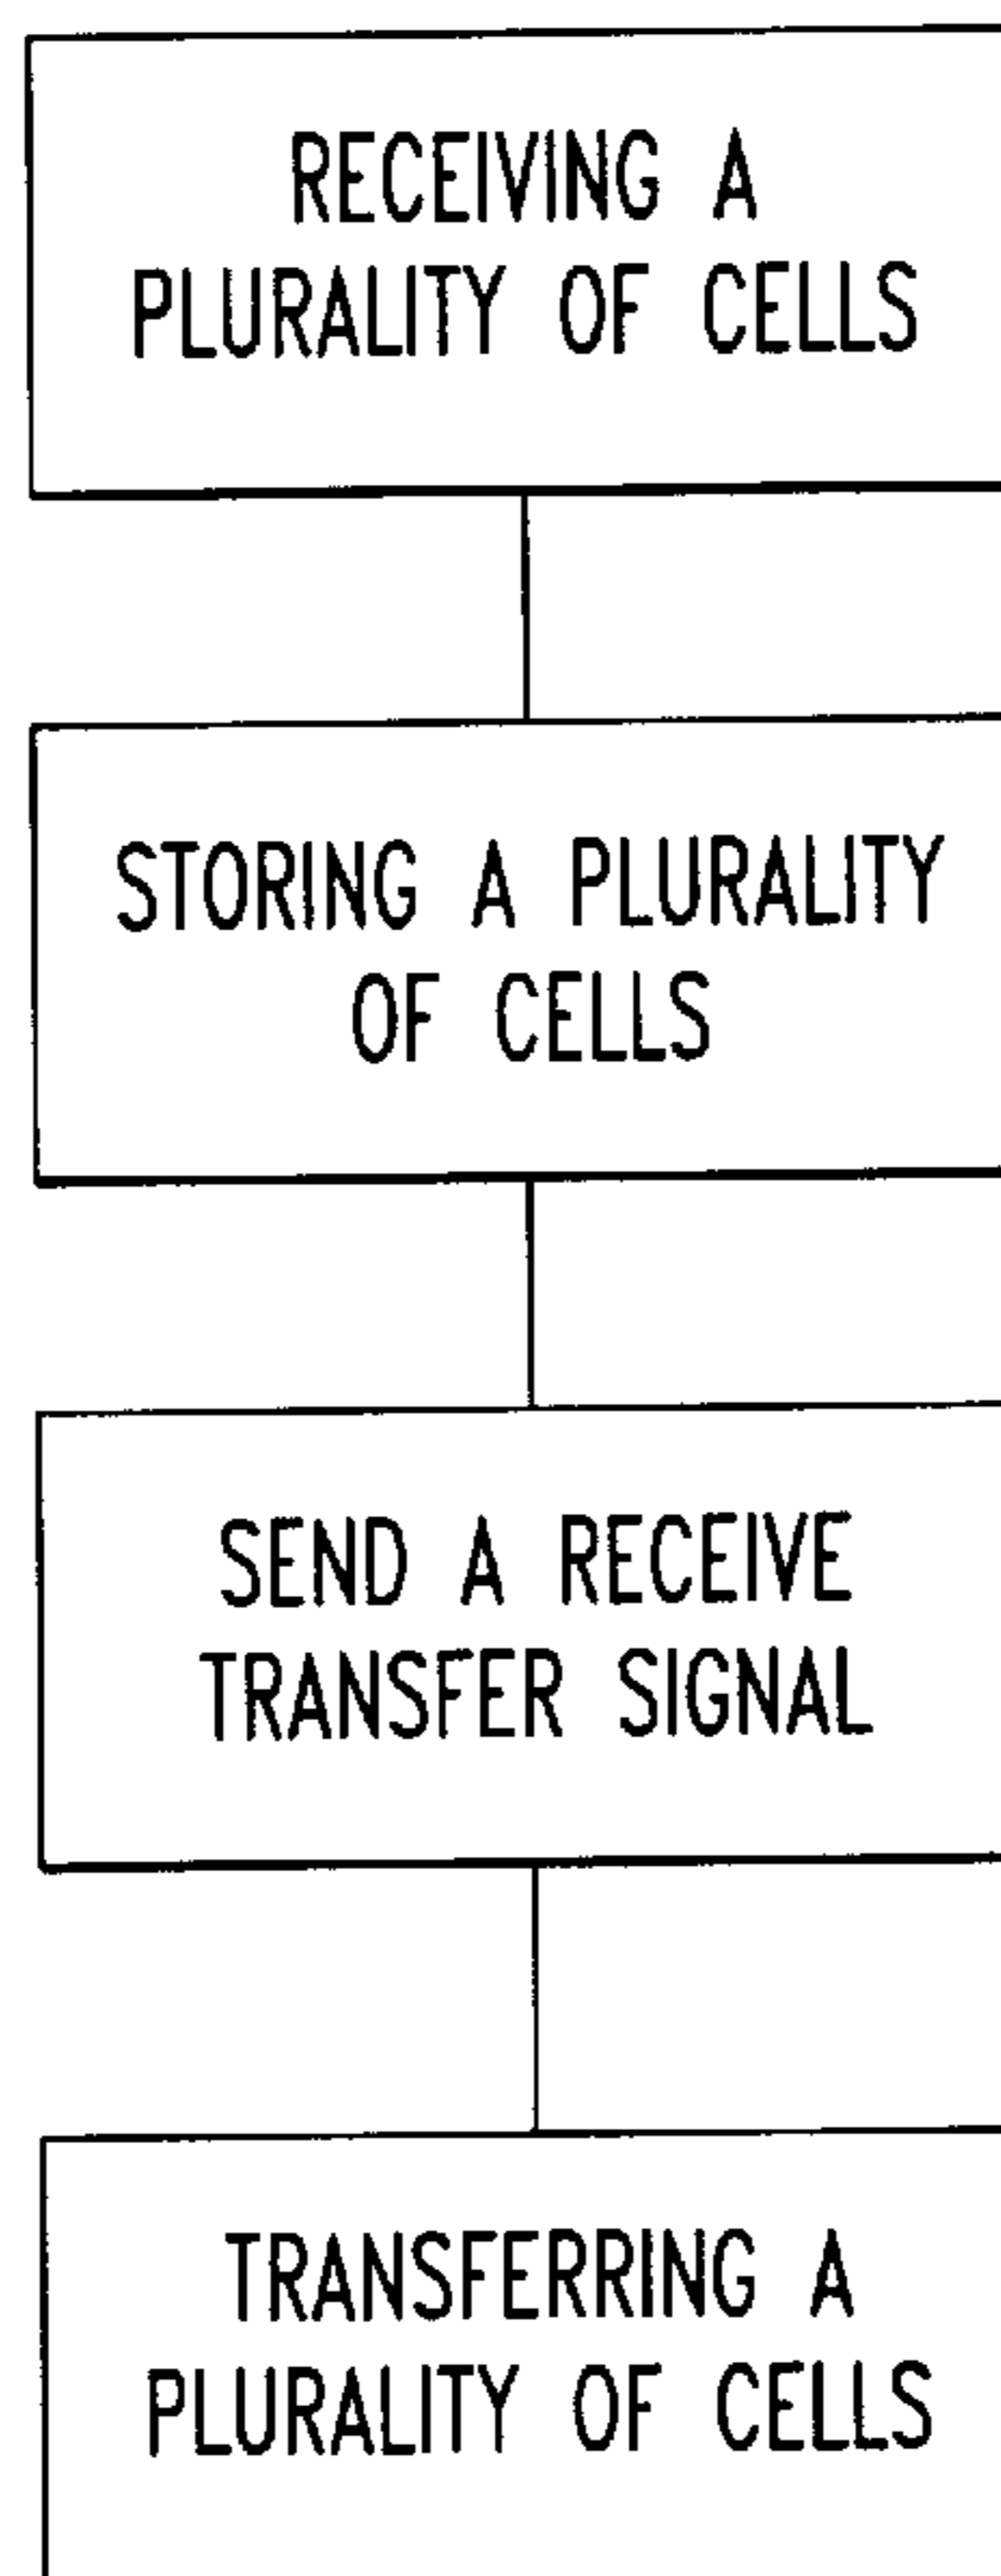 RECEIVING A
PLURALITY OF CELLS
STORING A PLURALITY
OF CELLS
SEND A RECEIVE
TRANSFER SIGNAL
TRANSFERRING A
PLURALITY OF CELLS